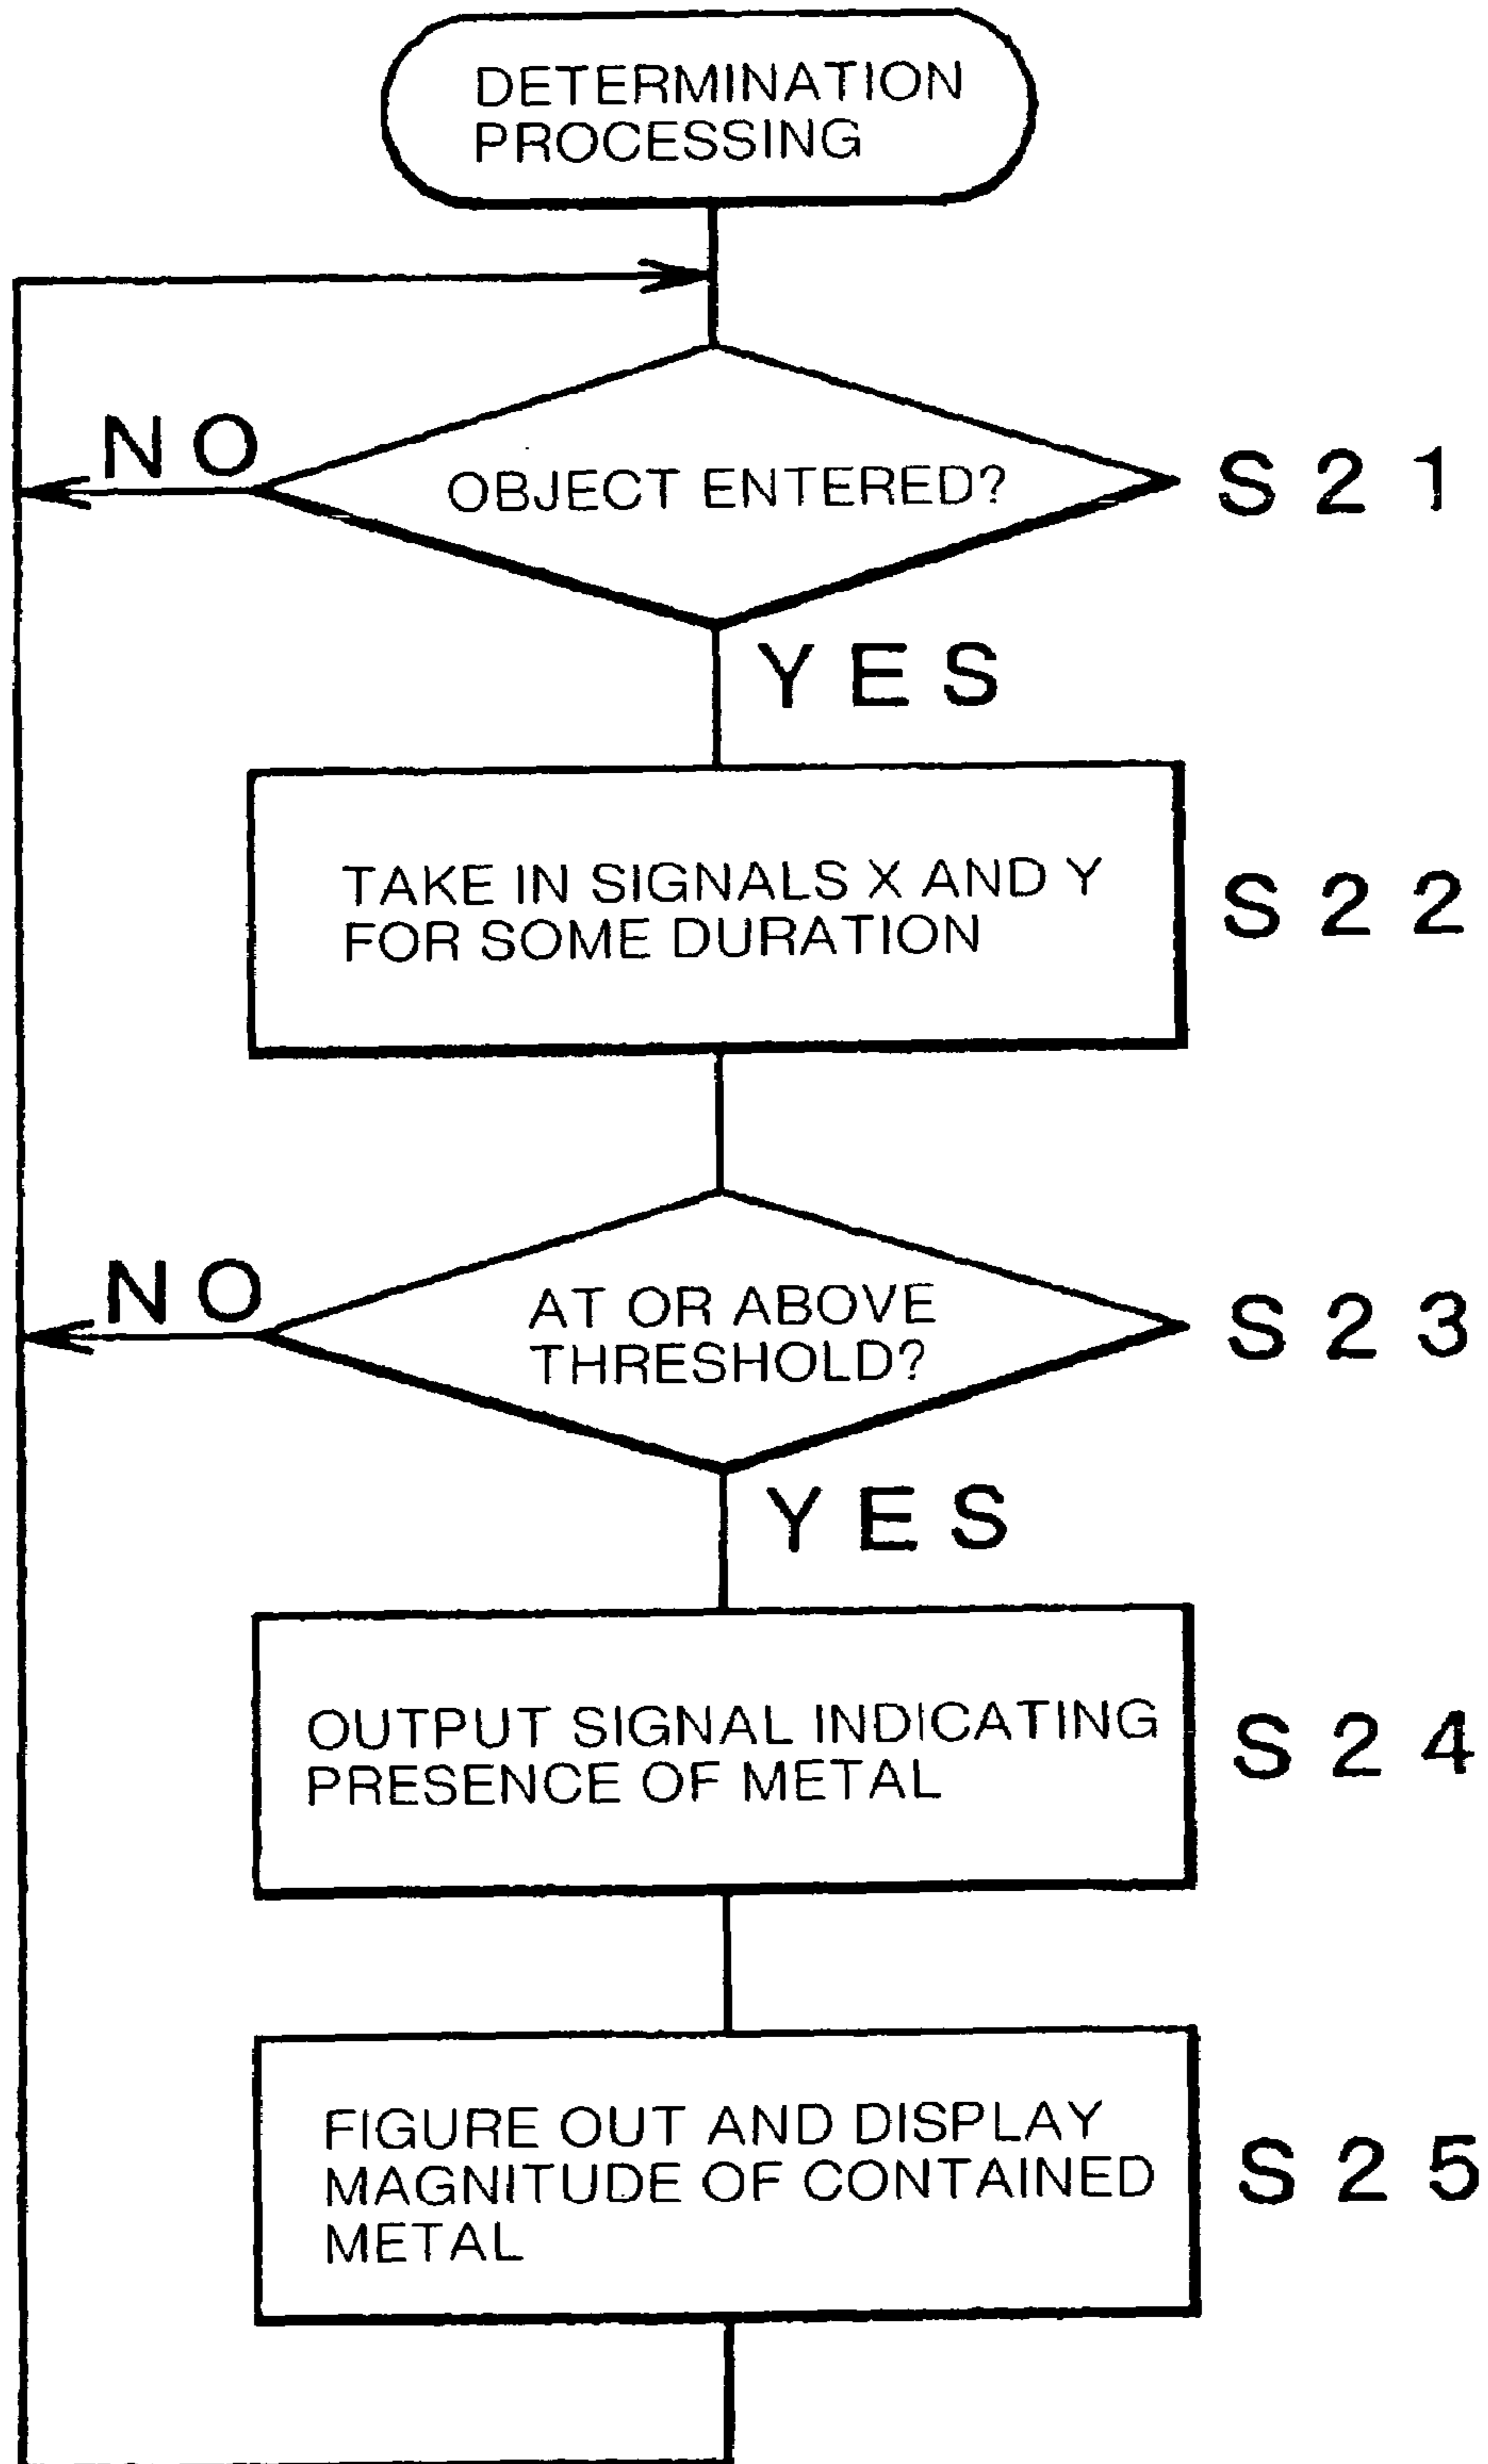 DETERMINATION
PROCESSING
NO
OBJECT ENTERED?
S21
YES
TAKE IN SIGNALS X AND Y
FOR SOME DURATION
S22
NO
AT OR ABOVE
THRESHOLD?
S23
YES
OUTPUT SIGNAL INDICATING
PRESENCE OF METAL
S24
FIGURE OUT AND DISPLAY
MAGNITUDE OF CONTAINED
METAL
S25